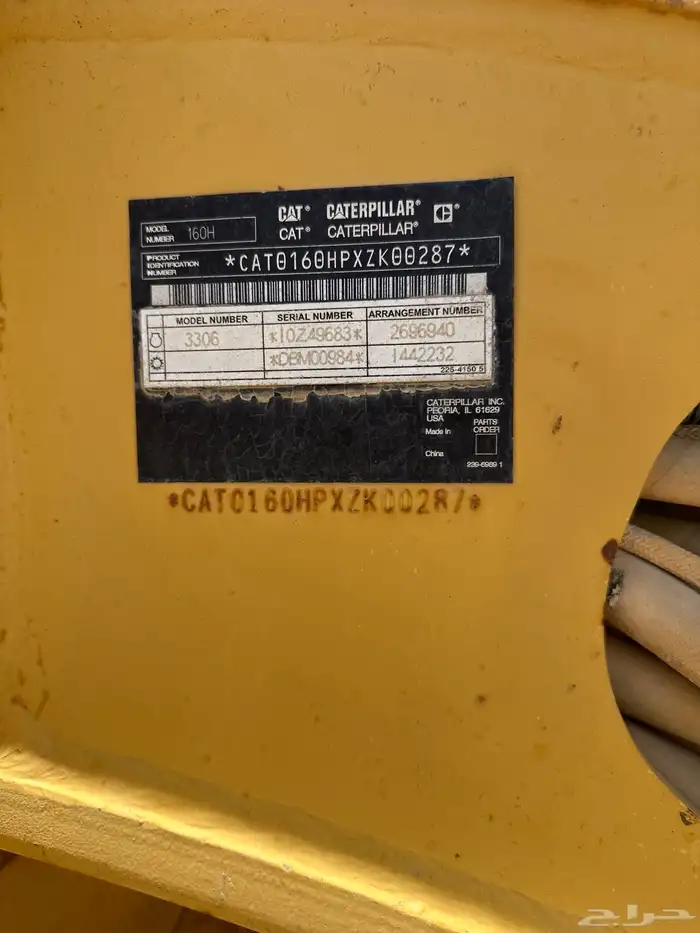 CAT® CATERPILLAR®
CAT® CATERPILLAR®
MODEL NUMBER 160H
PRODUCT IDENTIFICATION NUMBER *CAT0160HPXZK00287*
MODEL NUMBER SERIAL NUMBER ARRANGEMENT NUMBER
3306 *10Z49683* 2696940
*DBM00984* 1442232
225-4150 5
CATERPILLAR INC.
PEORIA, IL 61629
USA
Made in
China
PARTS
ORDER
239-6989 1
*CAT0160HPXZK00287*
حراج